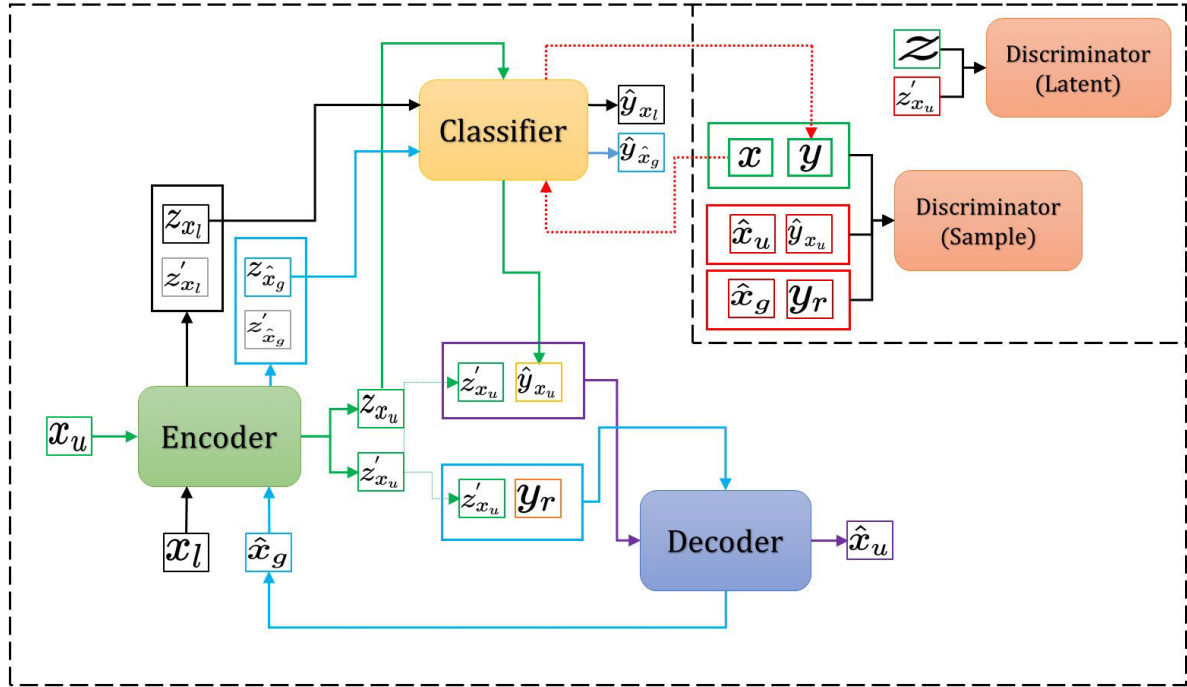 z
Discriminator
(Latent)
z'_{x_u}
ŷ_{x_l}
Classifier
ŷ_{x̂_g}
x y
Discriminator
(Sample)
z_{x_l}
x̂_u ŷ_{x_u}
z'_{x_l}
z_{x̂_g}
x̂_g y_r
z'_{x̂_g}
z'_{x_u} ŷ_{x_u}
z_{x_u}
x_u
Encoder
z'_{x_u}
z'_{x_u} y_r
x_l
x̂_g
Decoder
x̂_u